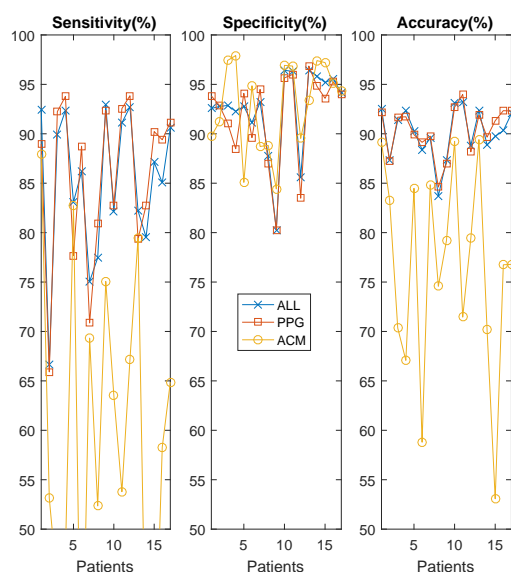 Sensitivity(%) Specificity(%) Accuracy(%)
100 100 100
95 95 95
90 90 90
85 85 85
80 80 80
75 75 75
70 70 70
65 65 65
60 60 60
55 55 55
50 50 50
ALL
PPG
ACM
5 10 15 5 10 15 5 10 15
Patients Patients Patients